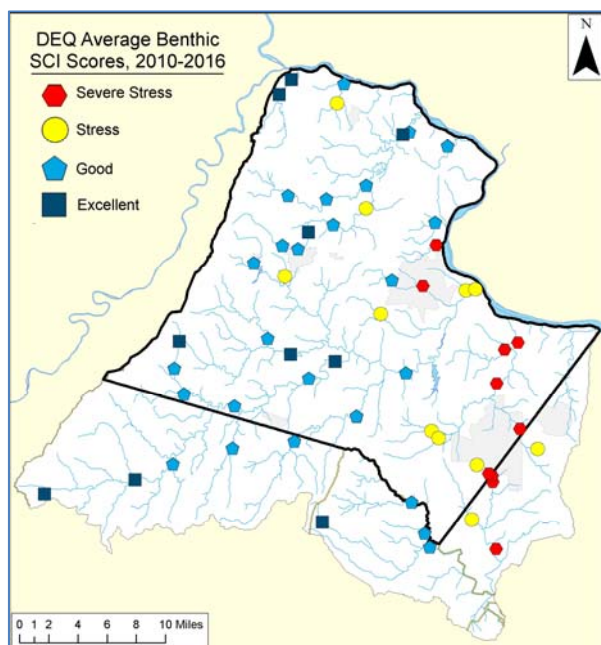 DEQ Average Benthic
SCI Scores, 2010-2016
N
Severe Stress
Stress
Good
Excellent
0 1 2 4 6 8 10 Miles